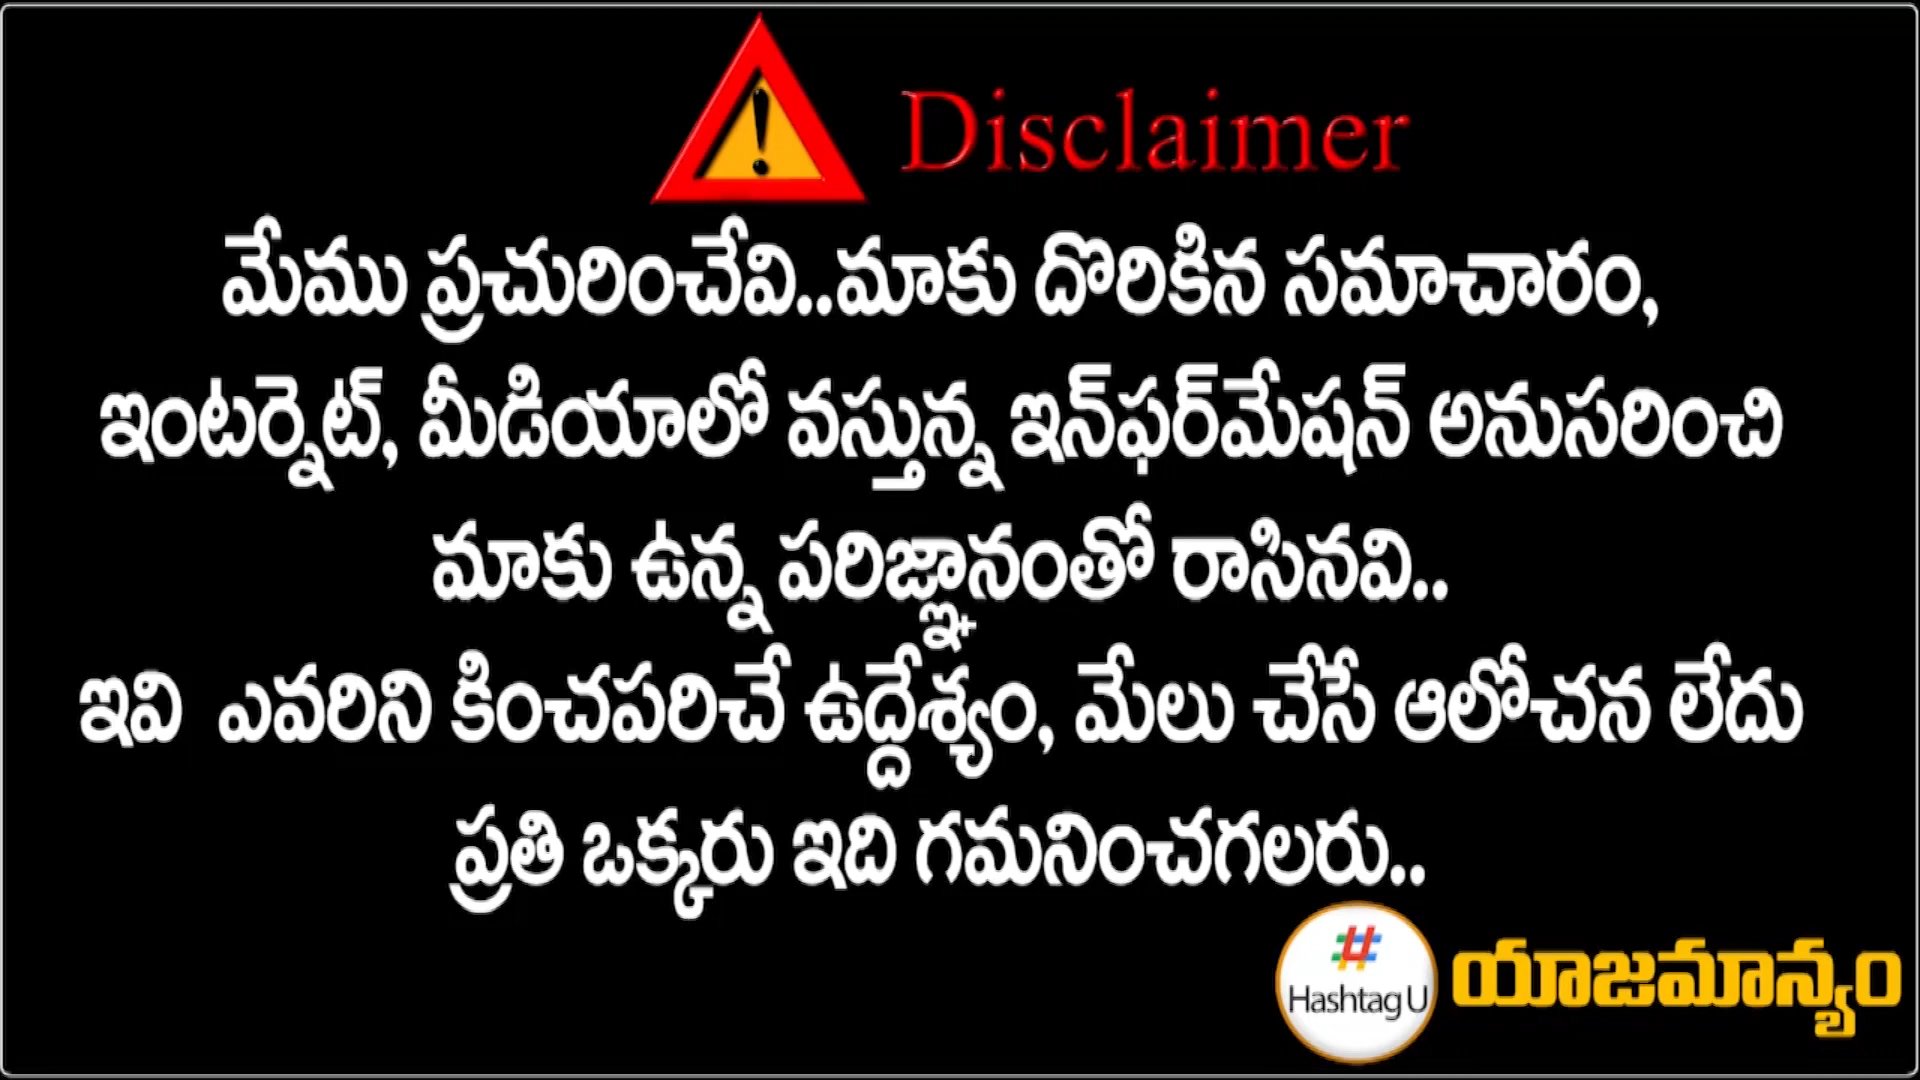 Disclaimer
మేము ప్రచురించేవి..మాకు దొరికిన సమాచారం,
ఇంటర్నెట్, మీడియాలో వస్తున్న ఇన్‌ఫర్‌మేషన్ అనుసరించి
మాకు ఉన్న పరిజ్ఞానంతో రాసినవి..
ఇవి ఎవరిని కించపరిచే ఉద్దేశ్యం, మేలు చేసే ఆలోచన లేదు
ప్రతి ఒక్కరు ఇది గమనించగలరు..
#
Hashtag U
యాజమాన్యం